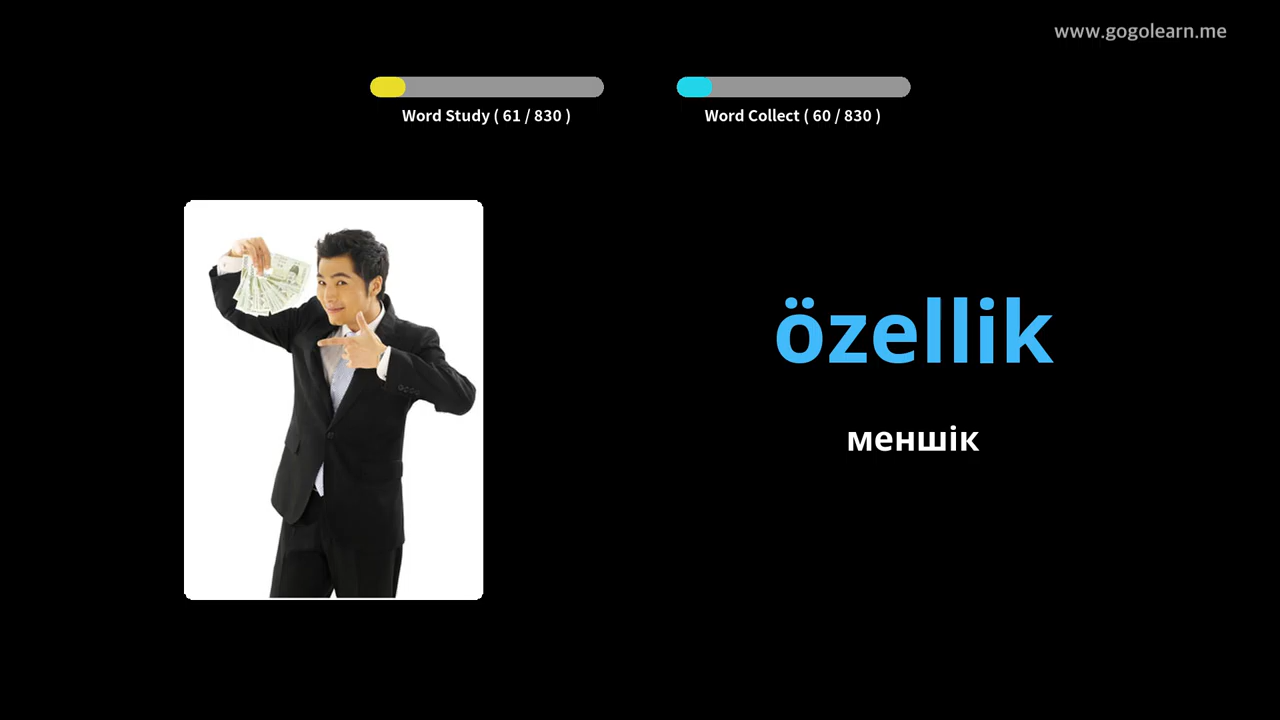 www.gogolearn.me
Word Study ( 61 / 830 )
Word Collect ( 60 / 830 )
özellik
меншік